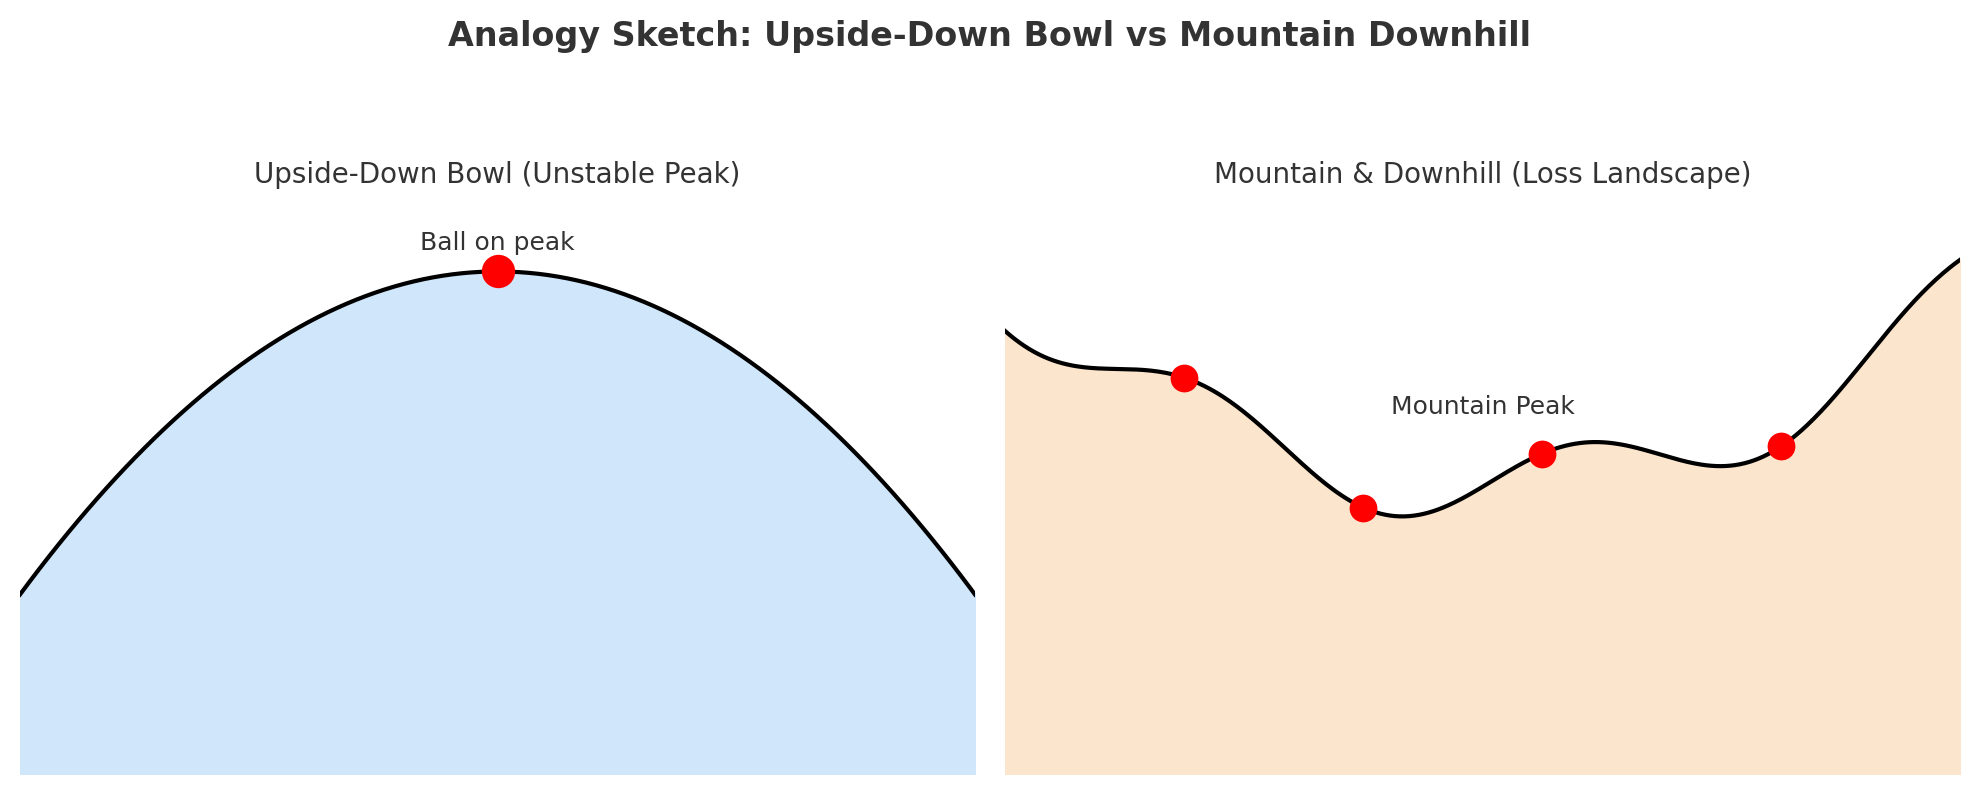 Analogy Sketch: Upside-Down Bowl vs Mountain Downhill
Upside-Down Bowl (Unstable Peak)
Ball on peak
Mountain & Downhill (Loss Landscape)
Mountain Peak